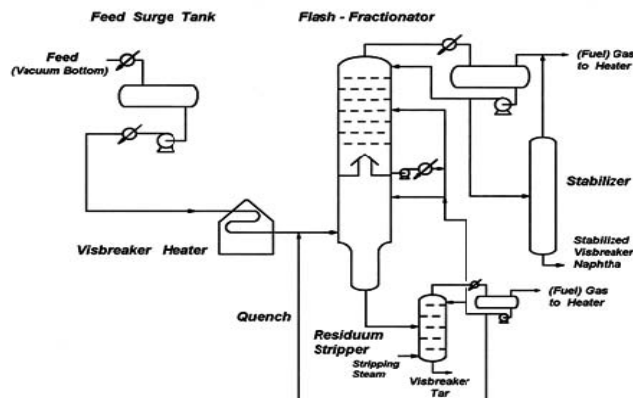 Feed Surge Tank
Flash - Fractionator
Feed
(Vacuum Bottom)
(Fuel) Gas
to Heater
Stabilizer
Visbreaker Heater
Stabilized
Visbreaker
Naphtha
(Fuel) Gas
to Heater
Quench
Residuum
Stripper
Stripping
Steam
Visbreaker
Tar